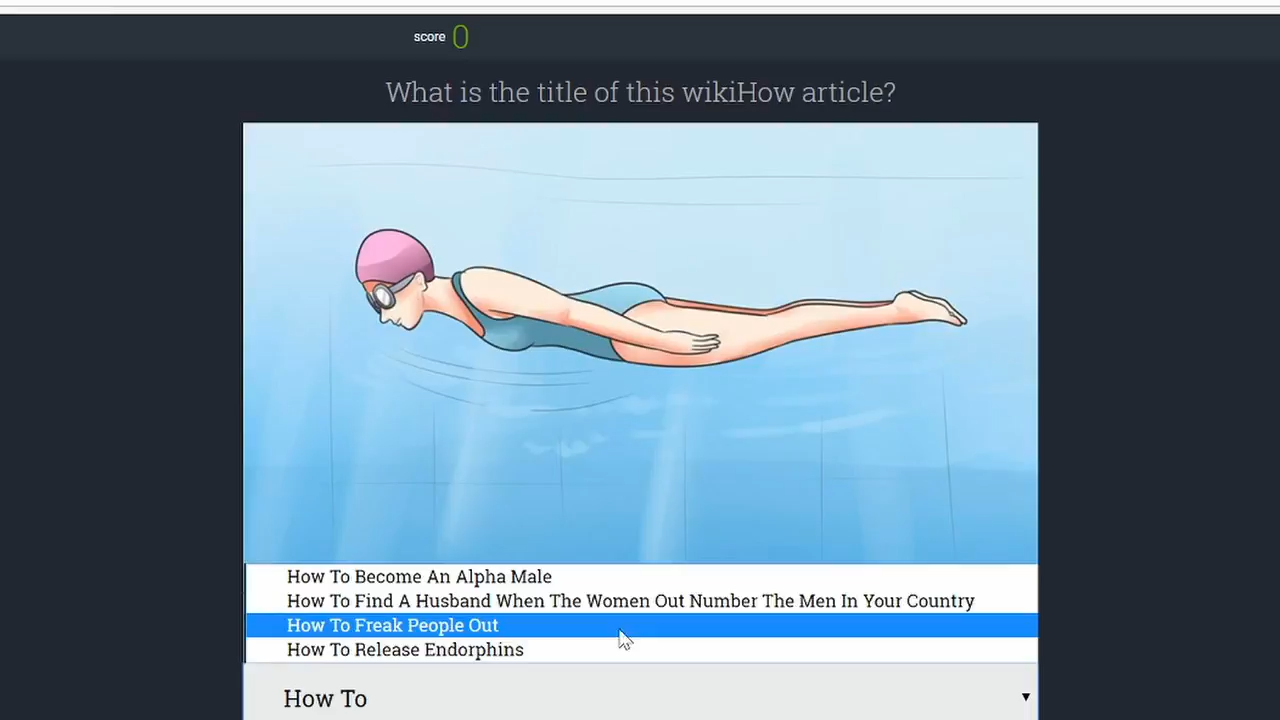 score 0
What is the title of this wikiHow article?
How To Become An Alpha Male
How To Find A Husband When The Women Out Number The Men In Your Country
How To Freak People Out
How To Release Endorphins
How To